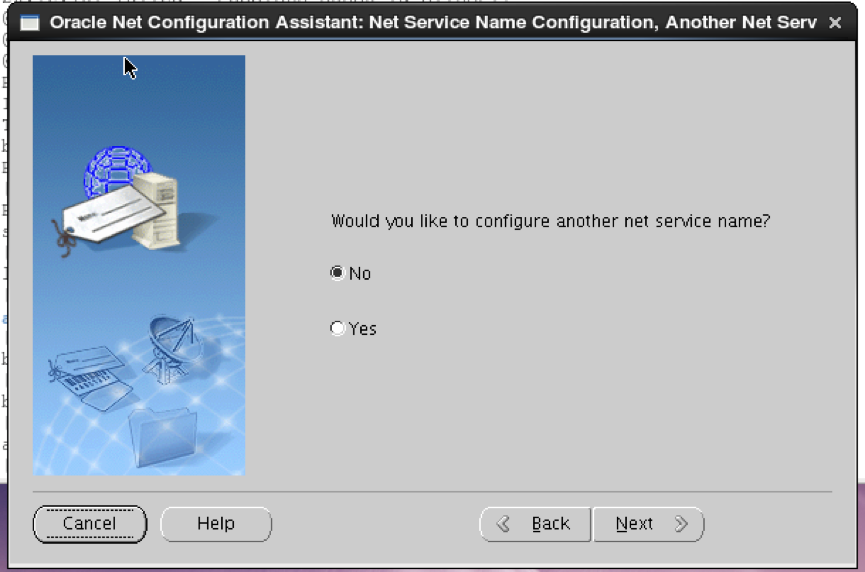 Oracle Net Configuration Assistant: Net Service Name Configuration, Another Net Serv
Would you like to configure another net service name?
No
Yes
Cancel
Help
Back
Next